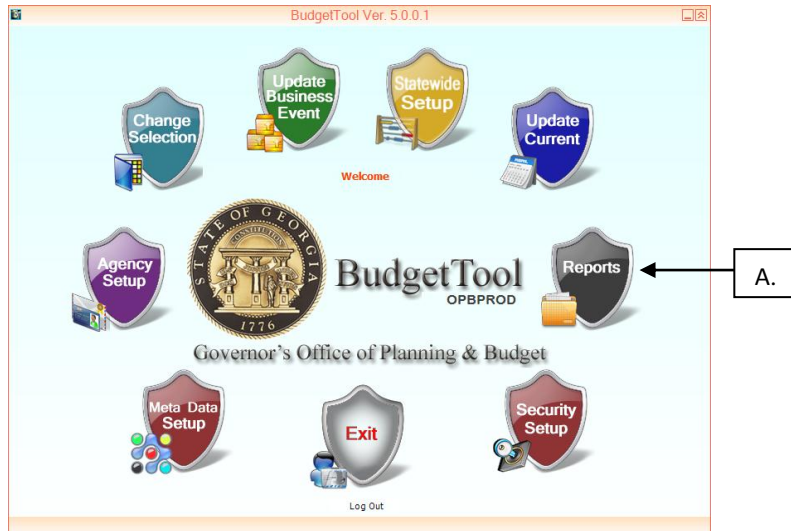 BudgetTool Ver. 5.0.0.1
Update
Business
Event
Statewide
Setup
Change
Selection
Update
Current
Welcome
STATE OF GEORGIA
CONSTITUTION
1776
Agency
Setup
BudgetTool
OPBPROD
Reports
A.
Governor's Office of Planning & Budget
Meta Data
Setup
Exit
Security
Setup
Log Out